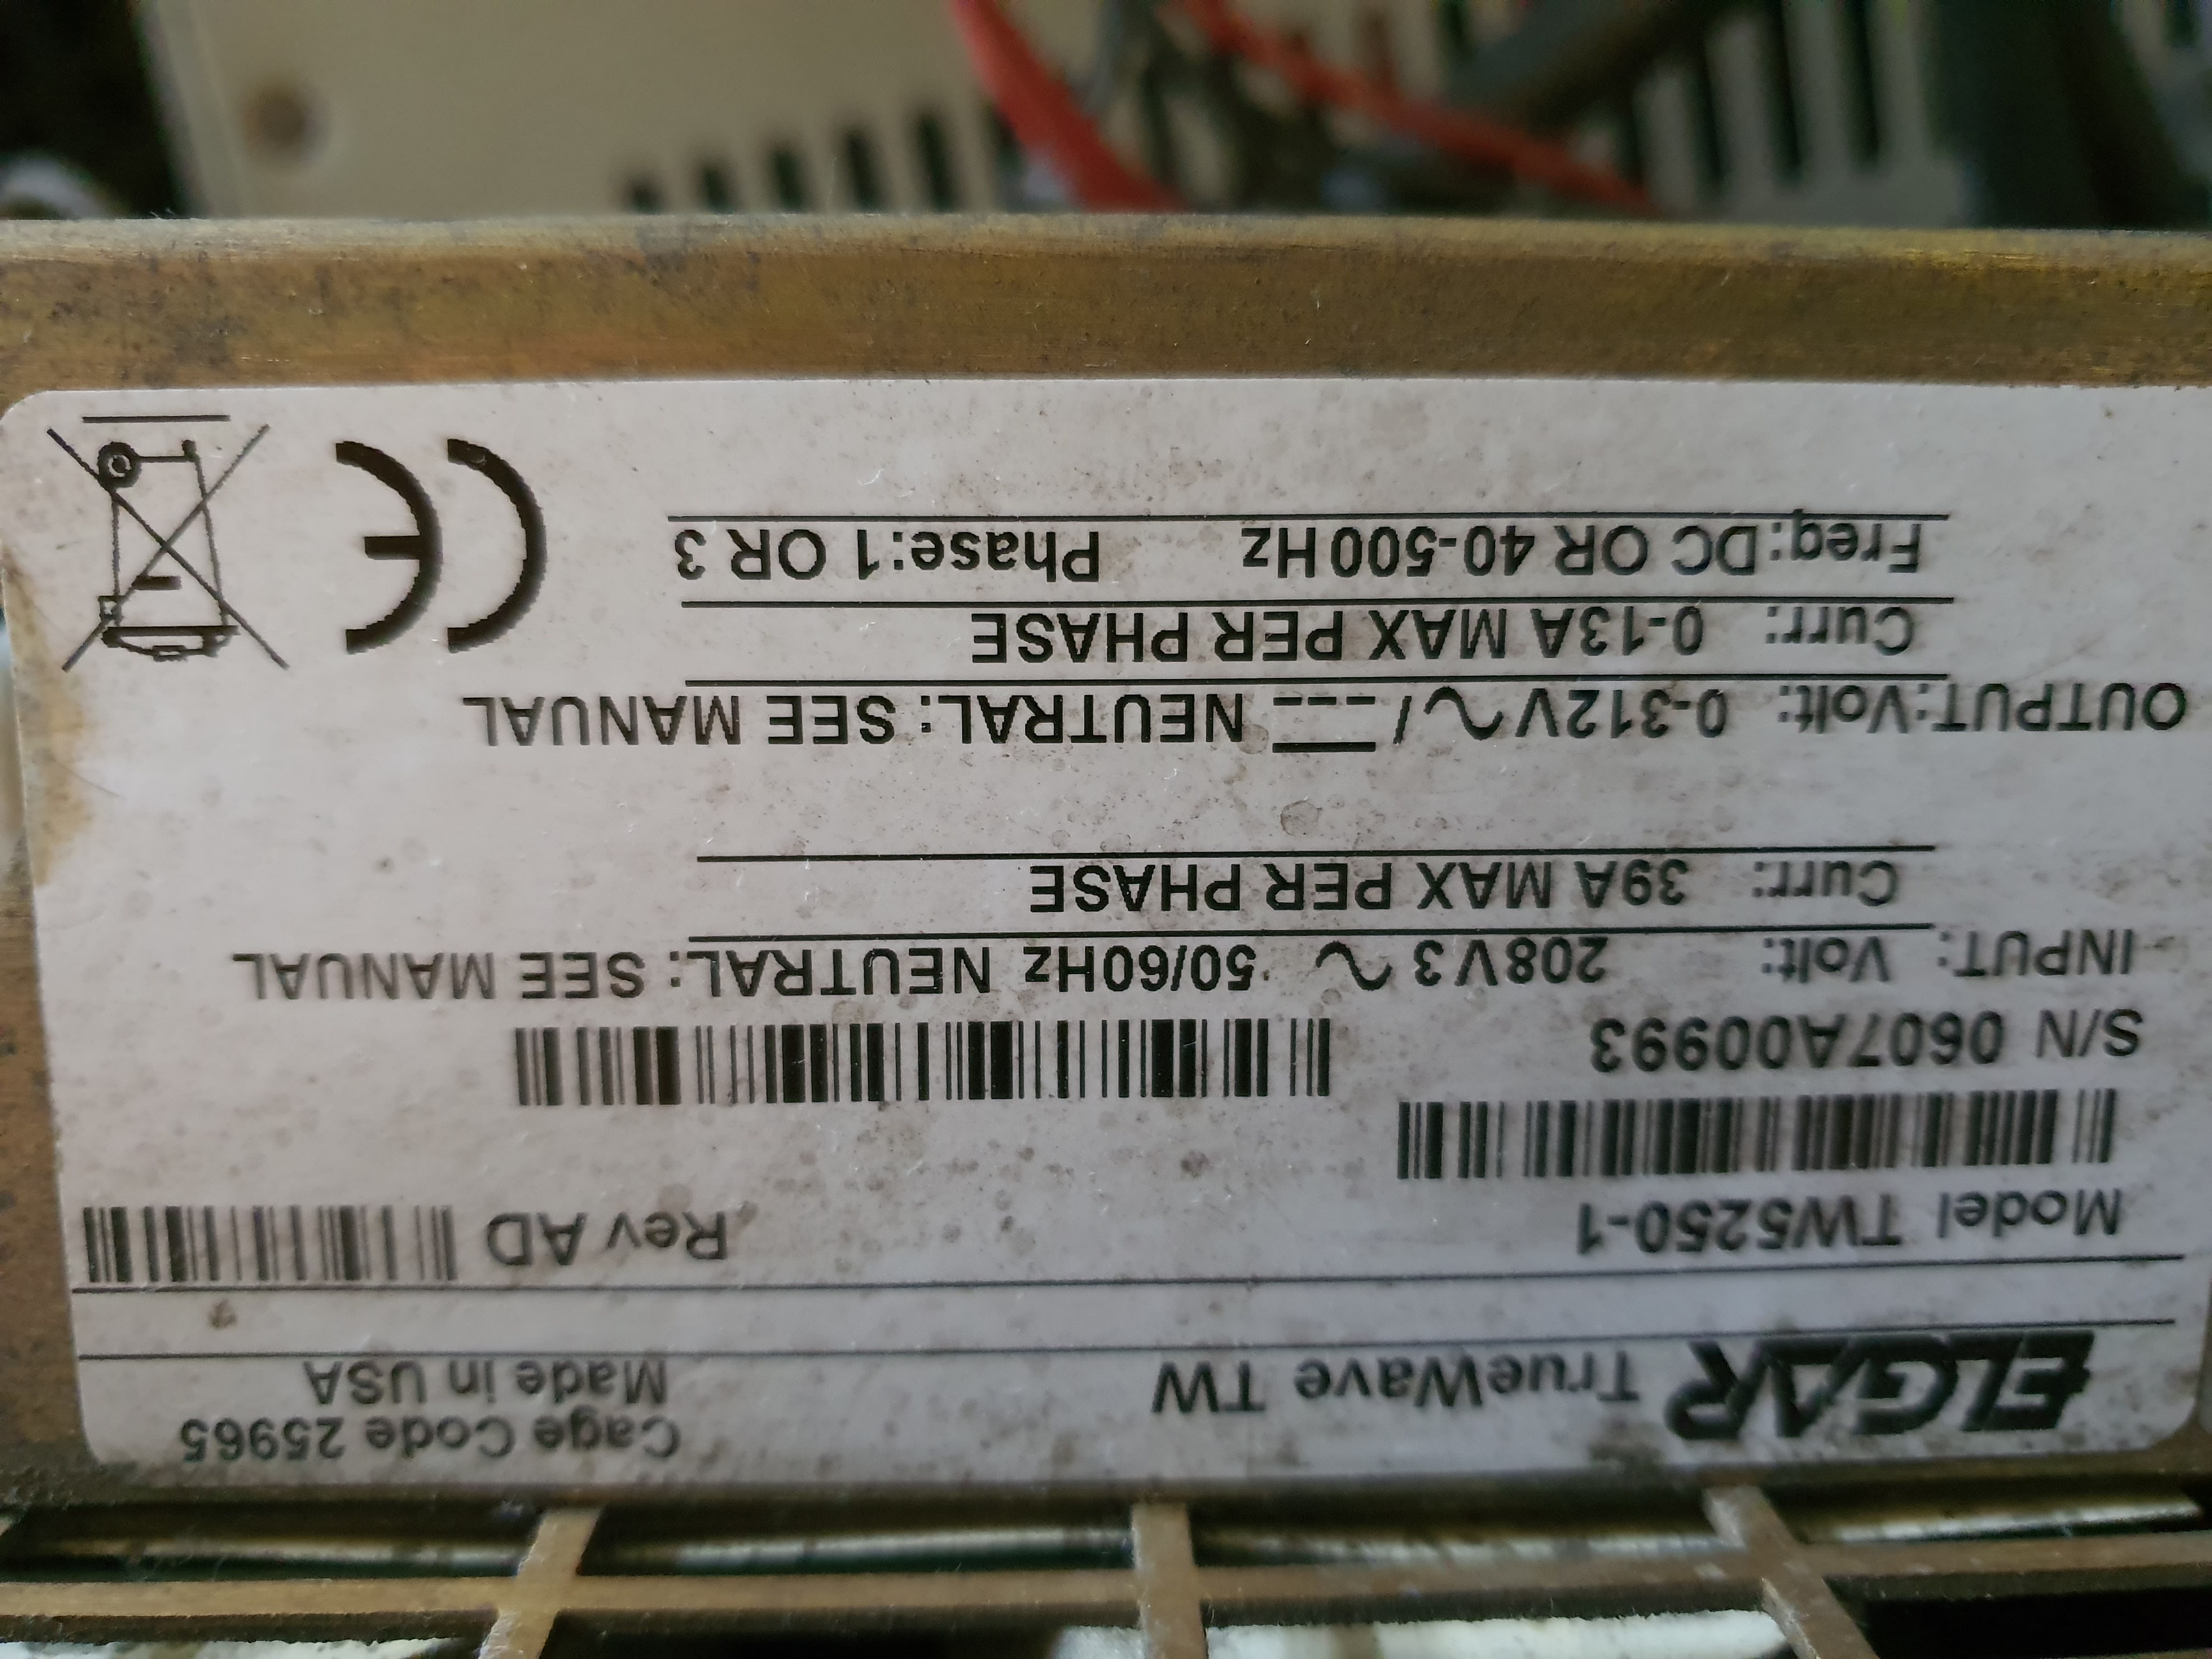 ELGAR TrueWave TW
Cage Code 25965
Made in USA
Model TW5250-1
Rev AD
S/N 0607A00993
INPUT: Volt: 208V 3 ~ 50/60Hz NEUTRAL: SEE MANUAL
Curr: 39A MAX PER PHASE
OUTPUT: Volt: 0-312V ~ / ⎓ NEUTRAL: SEE MANUAL
Curr: 0-13A MAX PER PHASE
Freq: DC OR 40-500Hz Phase: 1 OR 3
CE